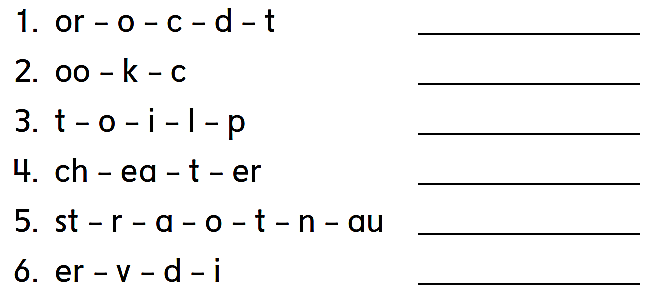 1. or – o – c – d – t
2. oo – k – c
3. t – o – i – l – p
4. ch – ea – t – er
5. st – r – a – o – t – n – au
6. er – v – d – i